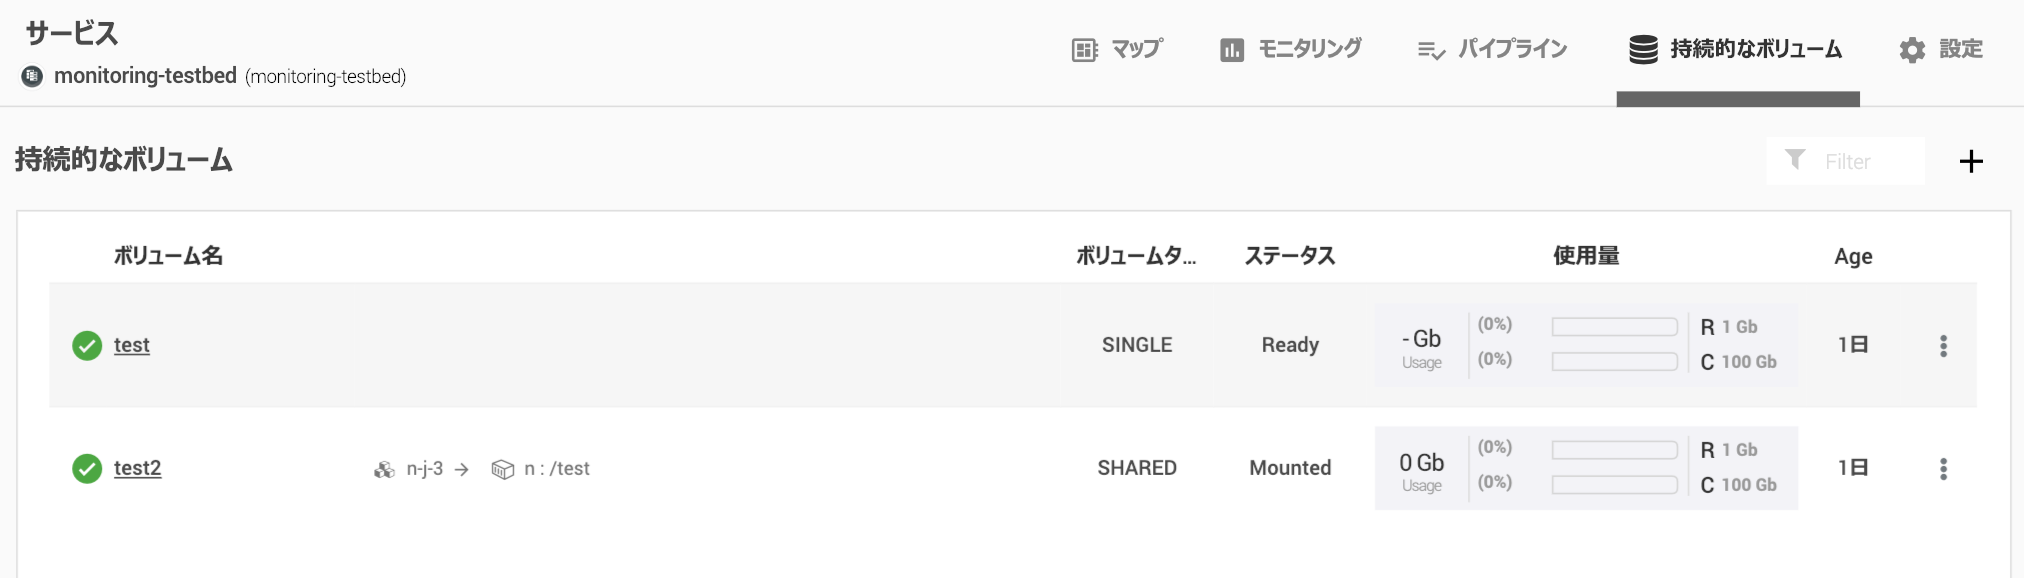 サービス
monitoring-testbed (monitoring-testbed)
マップ モニタリング パイプライン 持続的なボリューム 設定
持続的なボリューム
Filter
ボリューム名 ボリュームタ... ステータス 使用量 Age
test SINGLE Ready - Gb Usage (0%) (0%) R 1 Gb C 100 Gb 1日
test2 n-j-3 → n : /test SHARED Mounted 0 Gb Usage (0%) (0%) R 1 Gb C 100 Gb 1日